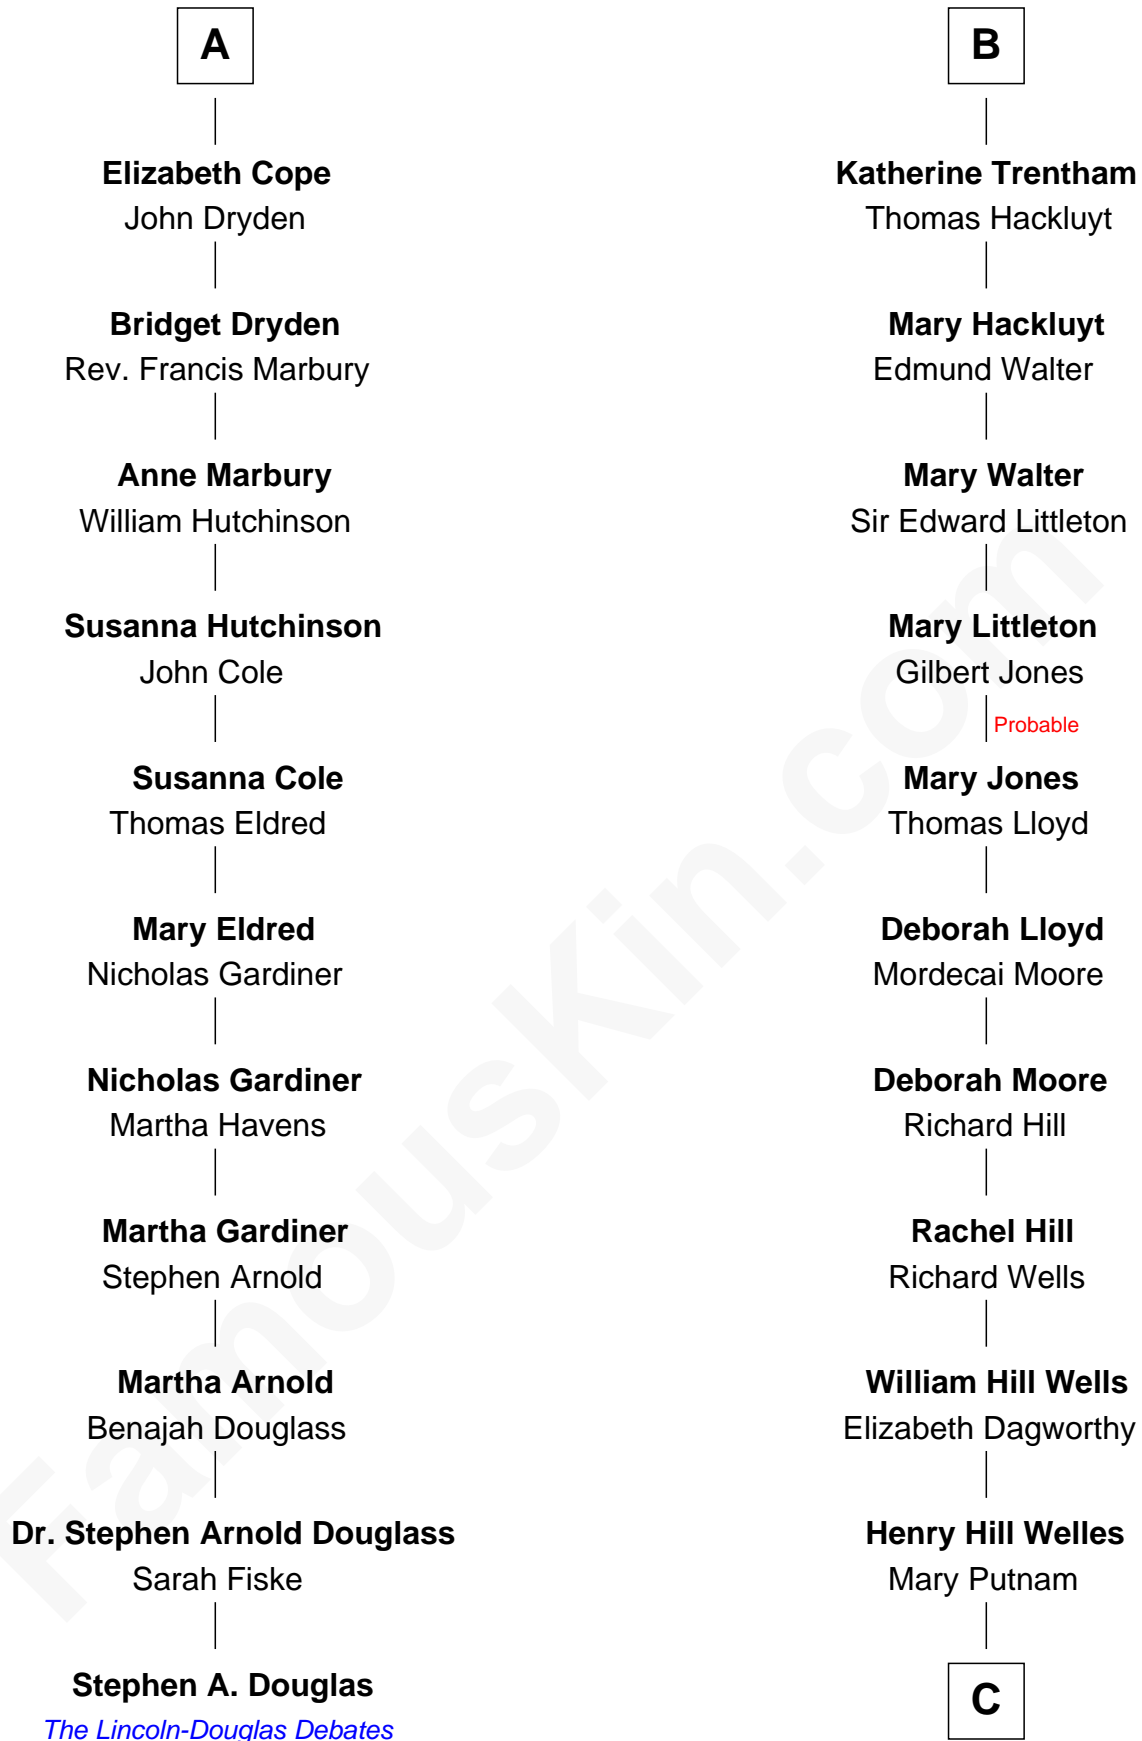 A
Elizabeth Cope
John Dryden
Bridget Dryden
Rev. Francis Marbury
Anne Marbury
William Hutchinson
Susanna Hutchinson
John Cole
Susanna Cole
Thomas Eldred
Mary Eldred
Nicholas Gardiner
Nicholas Gardiner
Martha Havens
Martha Gardiner
Stephen Arnold
Martha Arnold
Benajah Douglass
Dr. Stephen Arnold Douglass
Sarah Fiske
Stephen A. Douglas
The Lincoln-Douglas Debates
B
Katherine Trentham
Thomas Hackluyt
Mary Hackluyt
Edmund Walter
Mary Walter
Sir Edward Littleton
Mary Littleton
Gilbert Jones
Probable
Mary Jones
Thomas Lloyd
Deborah Lloyd
Mordecai Moore
Deborah Moore
Richard Hill
Rachel Hill
Richard Wells
William Hill Wells
Elizabeth Dagworthy
Henry Hill Welles
Mary Putnam
C
FamousKin.com